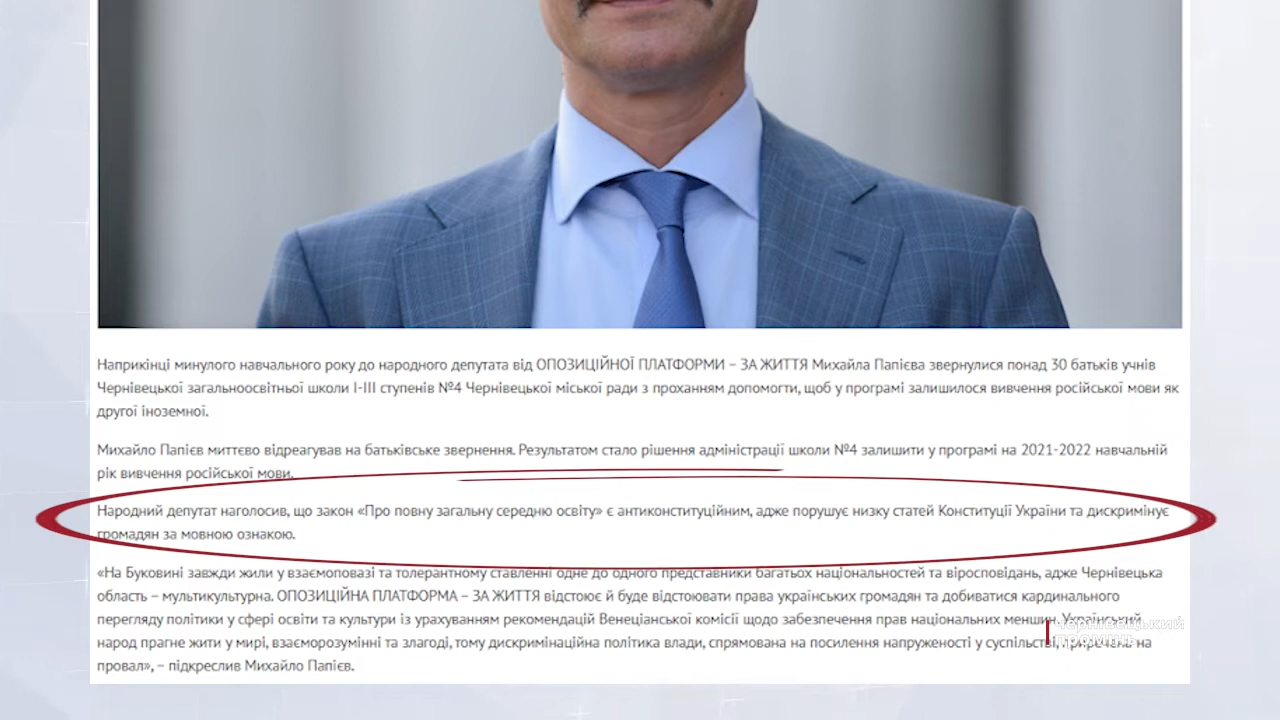 Наприкінці минулого навчального року до народного депутата від ОПОЗИЦІЙНОЇ ПЛАТФОРМИ – ЗА ЖИТТЯ Михайла Папієва звернулися понад 30 батьків учнів
Чернівецької загальноосвітньої школи I-III ступенів №4 Чернівецької міської ради з проханням допомогти, щоб у програмі залишилося вивчення російської мови як
другої іноземної.
Михайло Папієв миттєво відреагував на батьківське звернення. Результатом стало рішення адміністрації школи №4 залишити у програмі на 2021-2022 навчальній
рік вивчення російської мови.
Народний депутат наголосив, що закон «Про повну загальну середню освіту» є антиконституційним, адже порушує низку статей Конституції України та дискримінує
громадян за мовною ознакою.
«На Буковині завжди жили у взаємоповазі та толерантному ставленні одне до одного представники багатьох національностей та віросповідань, адже Чернівецька
область – мультикультурна. ОПОЗИЦІЙНА ПЛАТФОРМА – ЗА ЖИТТЯ відстоює й буде відстоювати права українських громадян та добиватися кардинального
перегляду політики у сфері освіти та культури із урахуванням рекомендацій Венеціанської комісії щодо забезпечення прав національних меншин. Український
народ прагне жити у мирі, взаєморозумінні та злагоді, тому дискримінаційна політика влади, спрямована на посилення напруженості у суспільстві, приречена на
провал», – підкреслив Михайло Папієв.
Чернівецький
Промінь